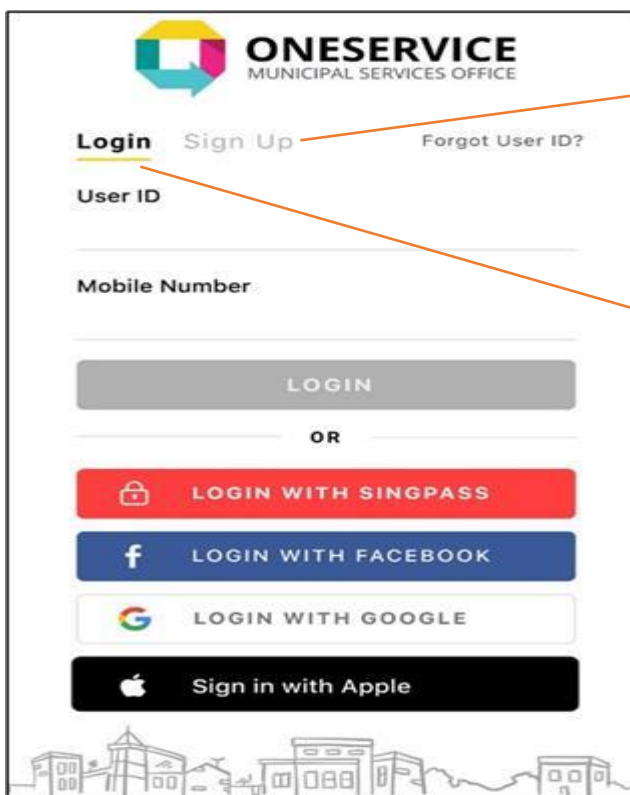 ONESERVICE
MUNICIPAL SERVICES OFFICE
Login Sign Up Forgot User ID?
User ID
Mobile Number
LOGIN
OR
LOGIN WITH SINGPASS
f LOGIN WITH FACEBOOK
G LOGIN WITH GOOGLE
Sign in with Apple